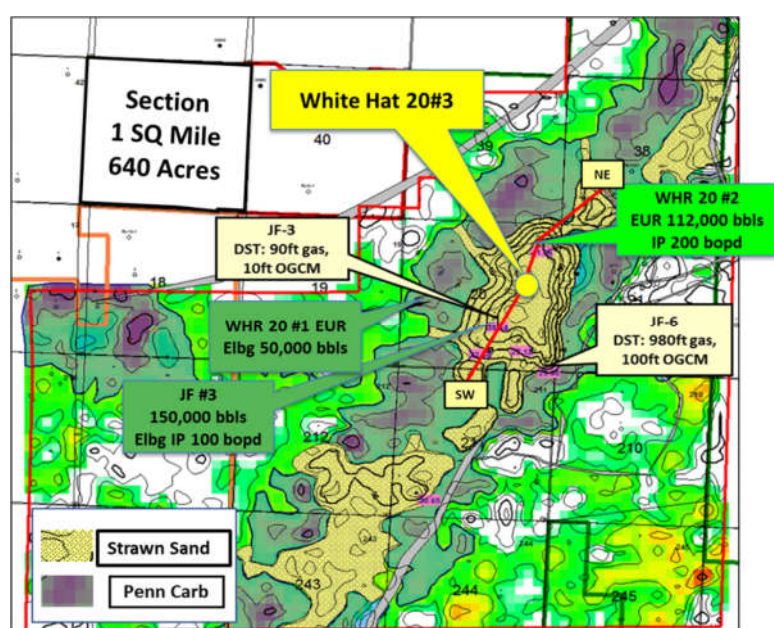 42
Section
1 SQ Mile
640 Acres
40
White Hat 20#3
39
38
NE
WHR 20 #2
EUR 112,000 bbls
IP 200 bopd
17
JF-3
DST: 90ft gas,
10ft OGCM
18
19
WHR 20 #1 EUR
Elbg 50,000 bbls
JF-6
DST: 980ft gas,
100ft OGCM
JF #3
150,000 bbls
Elbg IP 100 bopd
SW
212
211
210
Strawn Sand
Penn Carb
243
244
245